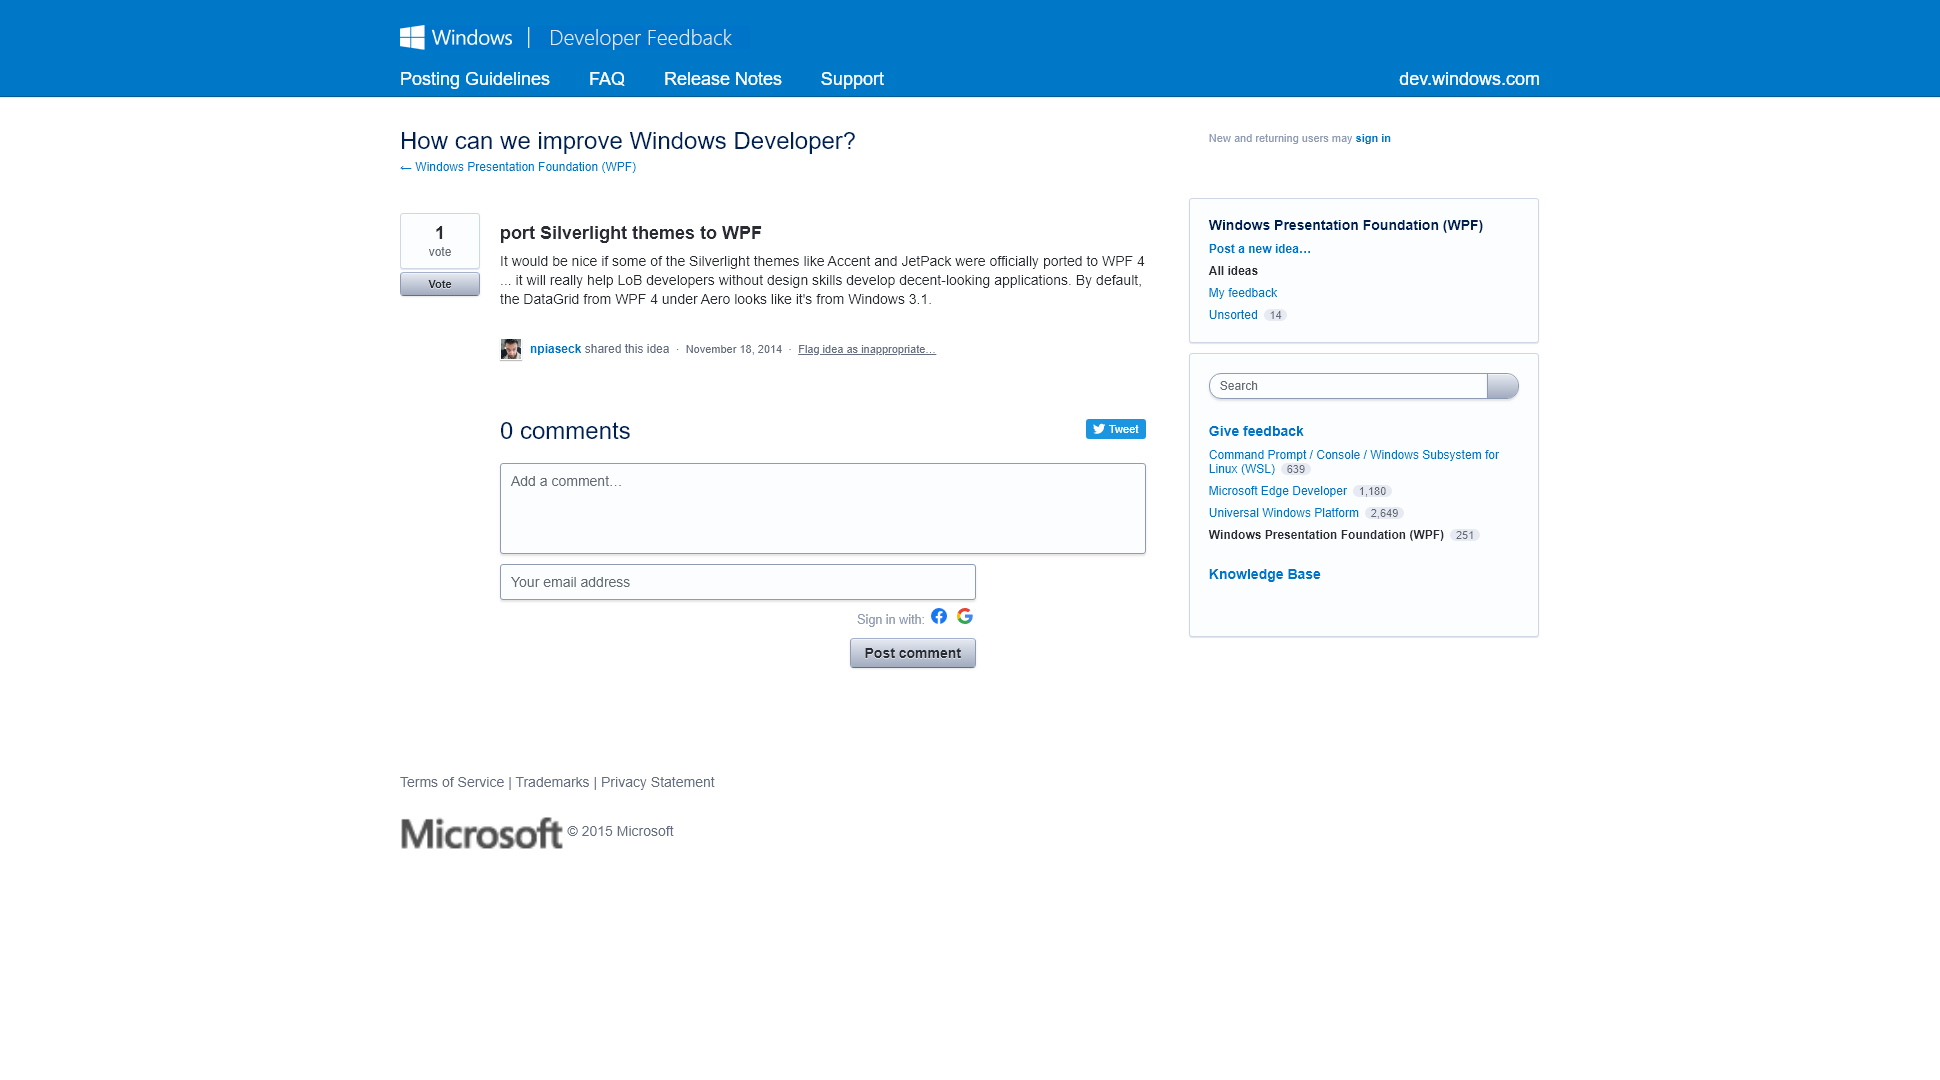 Windows | Developer Feedback
Posting Guidelines FAQ Release Notes Support dev.windows.com
How can we improve Windows Developer?
← Windows Presentation Foundation (WPF)
New and returning users may sign in
1
vote
Vote
port Silverlight themes to WPF
It would be nice if some of the Silverlight themes like Accent and JetPack were officially ported to WPF 4
... it will really help LoB developers without design skills develop decent-looking applications. By default,
the DataGrid from WPF 4 under Aero looks like it's from Windows 3.1.
npiaseck shared this idea · November 18, 2014 · Flag idea as inappropriate…
0 comments
Tweet
Add a comment…
Your email address
Sign in with:
Post comment
Windows Presentation Foundation (WPF)
Post a new idea…
All ideas
My feedback
Unsorted 14
Search
Give feedback
Command Prompt / Console / Windows Subsystem for
Linux (WSL) 639
Microsoft Edge Developer 1,180
Universal Windows Platform 2,649
Windows Presentation Foundation (WPF) 251
Knowledge Base
Terms of Service | Trademarks | Privacy Statement
Microsoft © 2015 Microsoft